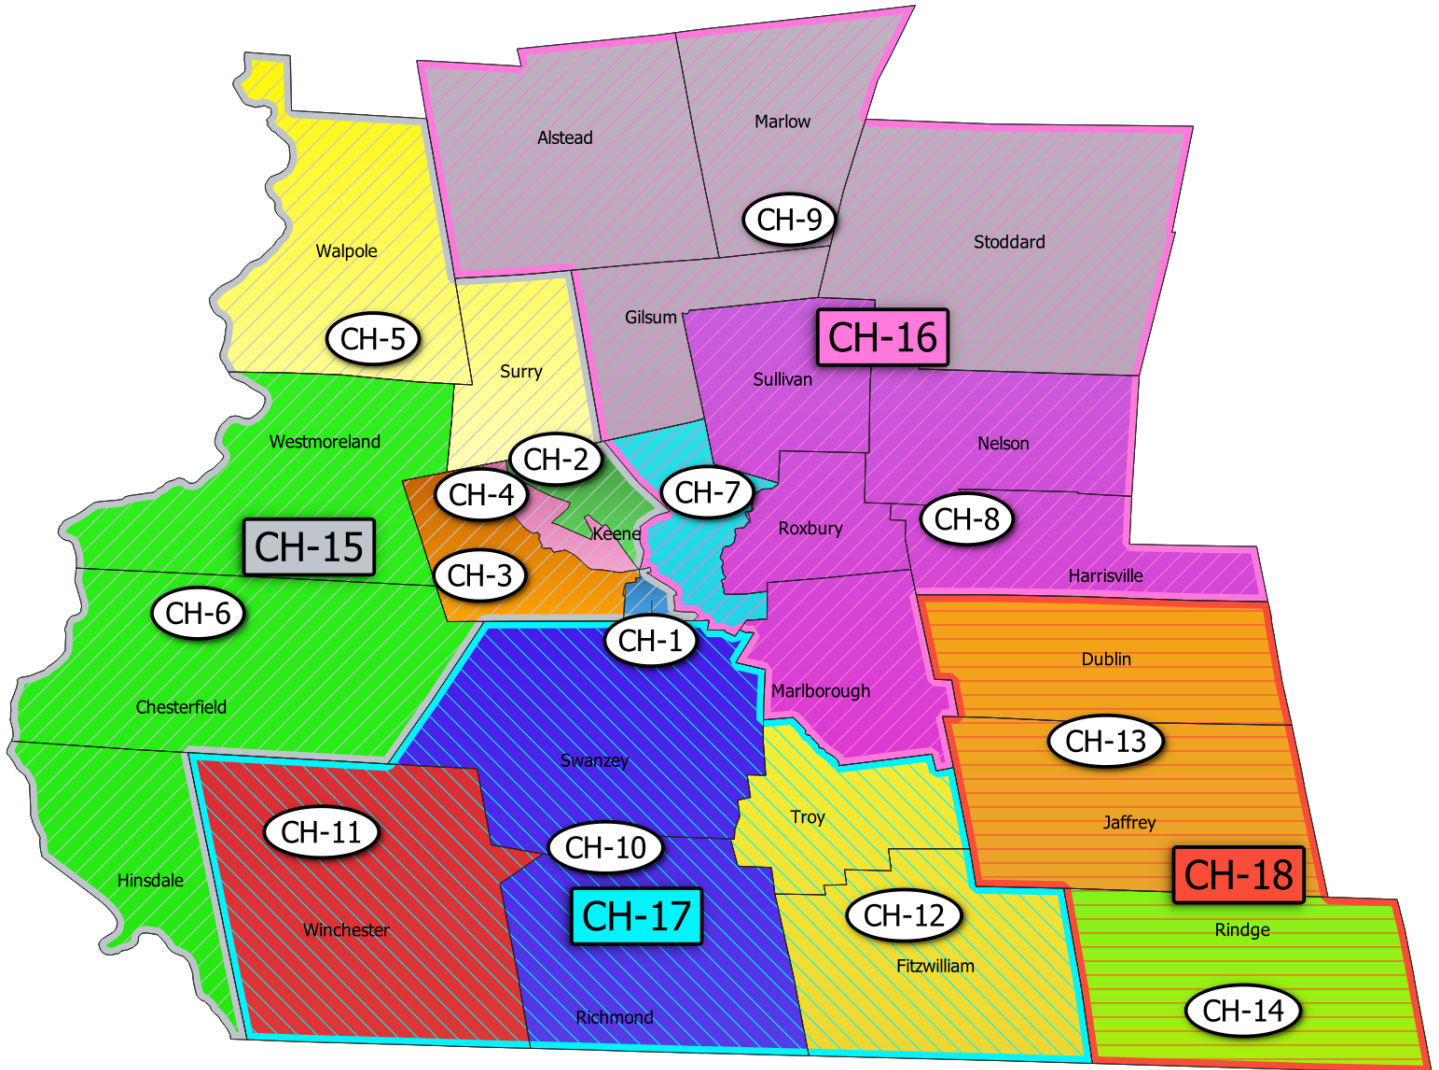 Marlow
Alstead
CH-9
Stoddard
Walpole
Gilsum
CH-5
CH-16
Surry
Sullivan
Westmoreland
Nelson
CH-2
CH-4
CH-7
CH-8
Roxbury
Keene
CH-15
CH-3
Harrisville
CH-6
CH-1
Dublin
Marlborough
Chesterfield
CH-13
Swanzey
Troy
Jaffrey
CH-11
CH-10
CH-18
Hinsdale
CH-17
CH-12
Winchester
Rindge
Fitzwilliam
CH-14
Richmond